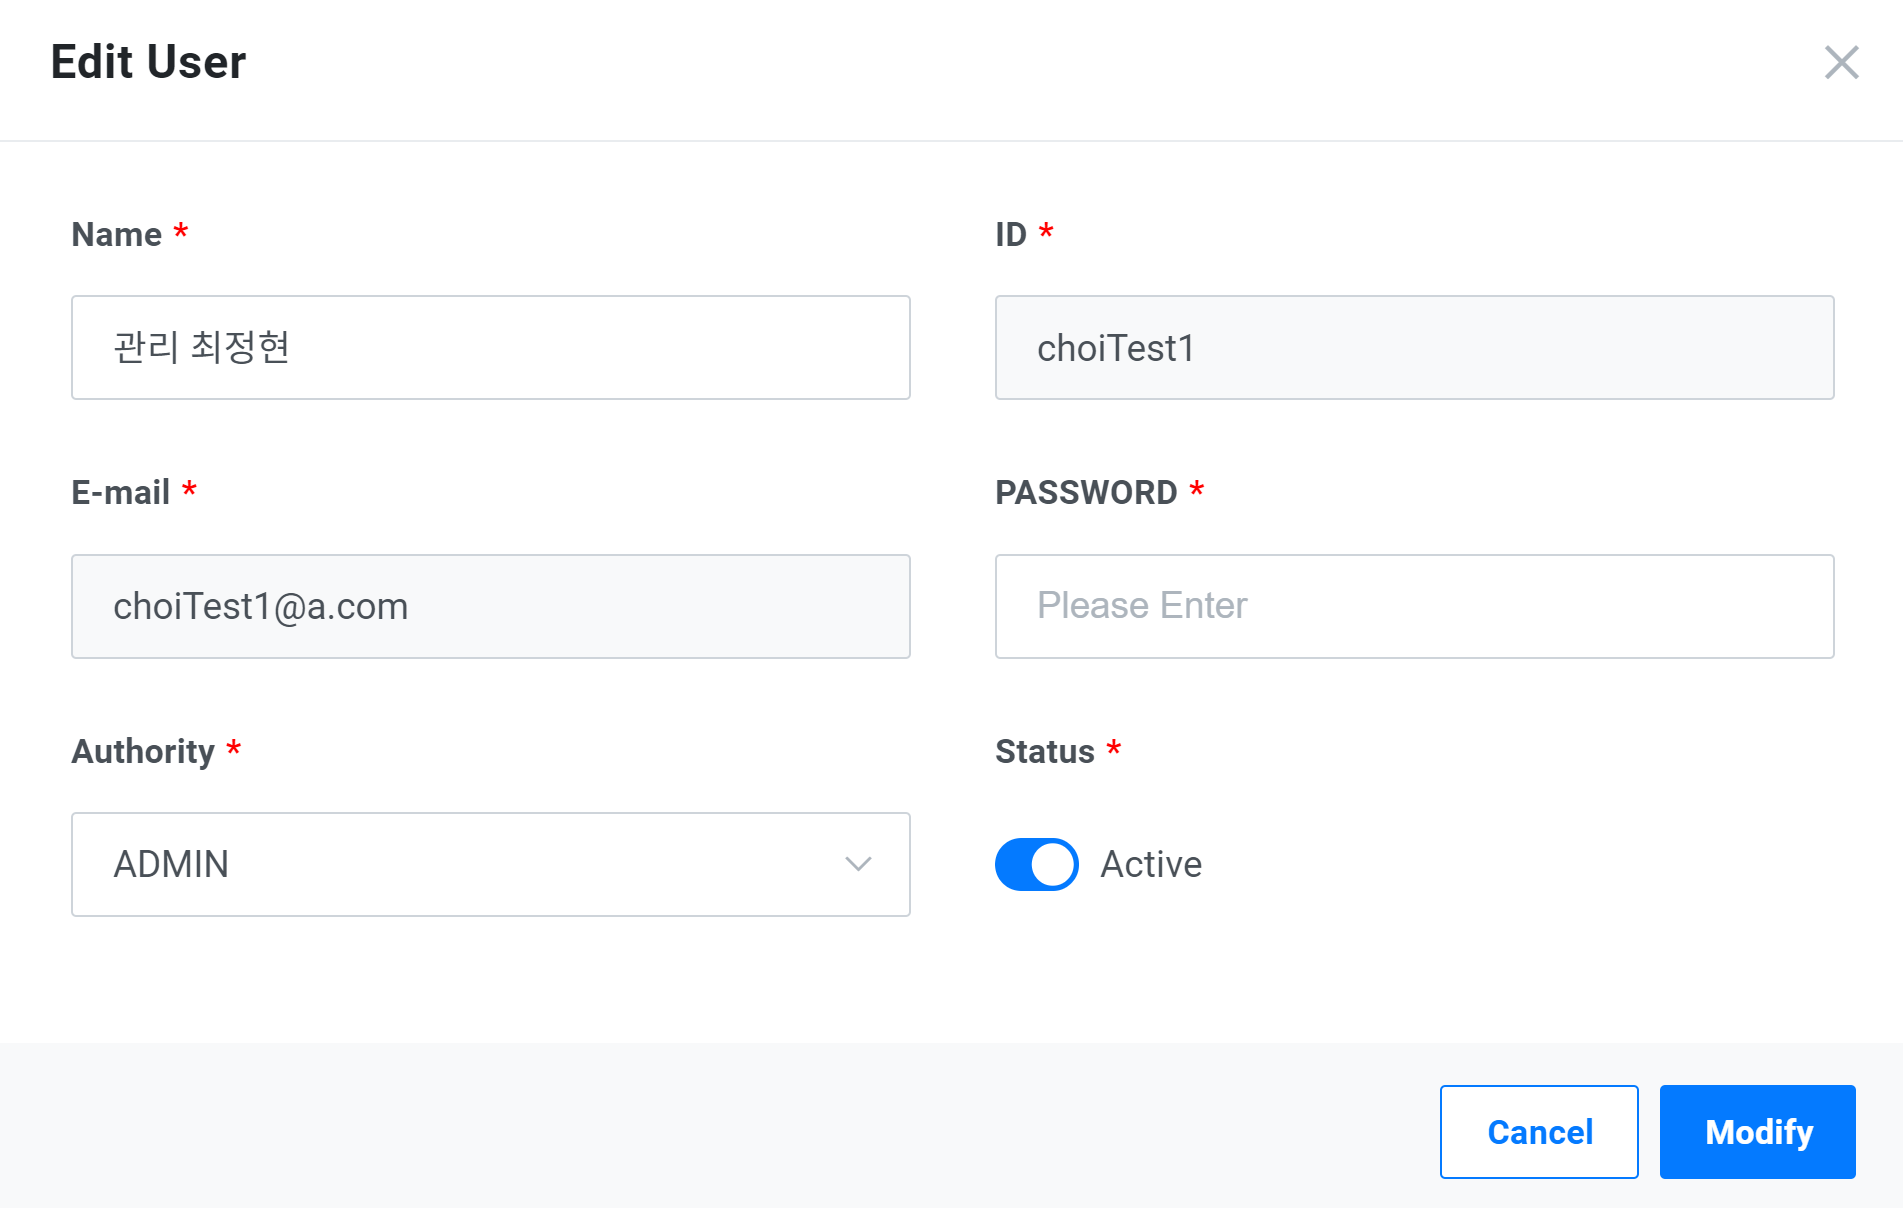 Edit User
Name *
ID *
관리 최정현
choiTest1
E-mail *
PASSWORD *
choiTest1@a.com
Please Enter
Authority *
Status *
ADMIN
Active
Cancel
Modify